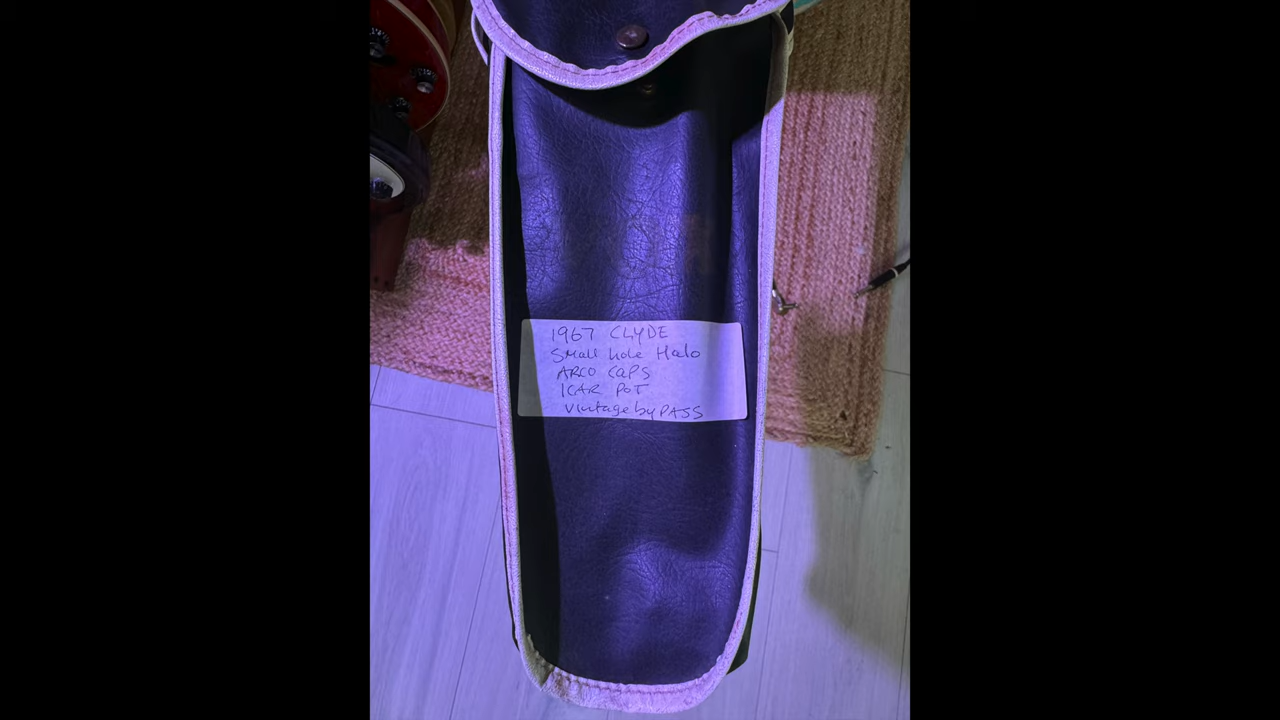 1967 CLYDE
Small hole Halo
ARCO CAPS
ICAR POT
Vintage by PASS